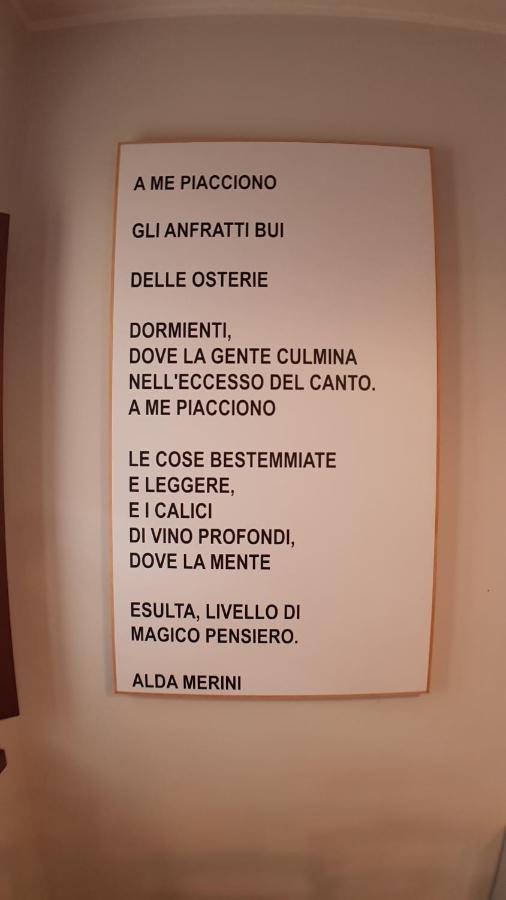 A ME PIACCIONO
GLI ANFRATTI BUI
DELLE OSTERIE
DORMIENTI,
DOVE LA GENTE CULMINA
NELL'ECCESSO DEL CANTO.
A ME PIACCIONO
LE COSE BESTEMMIATE
E LEGGERE,
E I CALICI
DI VINO PROFONDI,
DOVE LA MENTE
ESULTA, LIVELLO DI
MAGICO PENSIERO.
ALDA MERINI